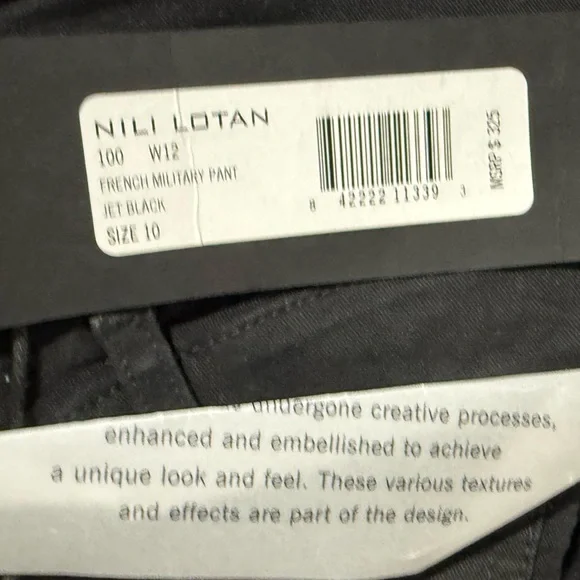 NILI LOTAN
100 W12
FRENCH MILITARY PANT
JET BLACK
SIZE 10
8 42222 11339 3
MSRP $ 325
undergone creative processes,
enhanced and embellished to achieve
a unique look and feel. These various textures
and effects are part of the design.